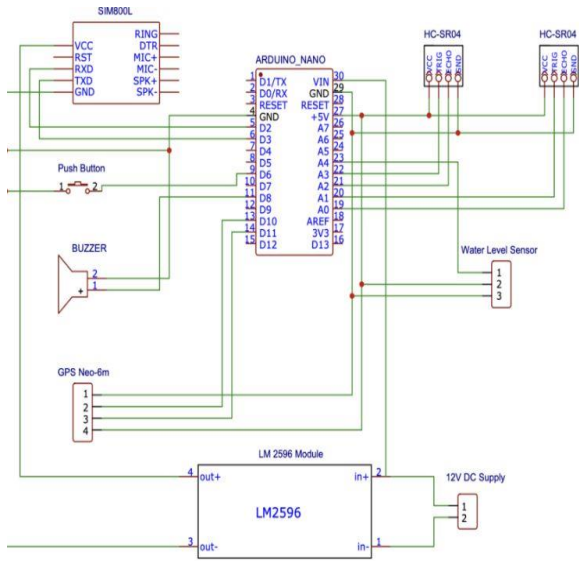 SIM800L
RING
VCC DTR
RST MIC+
RXD MIC-
TXD SPK+
GND SPK-
HC-SR04
VCC TRIG ECHO GND
HC-SR04
VCC TRIG ECHO GND
ARDUINO_NANO
1 D1/TX VIN 30
2 D0/RX GND 29
3 RESET RESET 28
4 GND +5V 27
5 D2 A7 26
6 D3 A6 25
7 D4 A5 24
8 D5 A4 23
9 D6 A3 22
10 D7 A2 21
11 D8 A1 20
12 D9 A0 19
13 D10 AREF 18
14 D11 3V3 17
15 D12 D13 16
Push Button
1 2
BUZZER
2
+ 1
Water Level Sensor
1
2
3
GPS Neo-6m
1
2
3
4
LM 2596 Module
4 out+ in+ 2
LM2596
3 out- in- 1
12V DC Supply
1
2